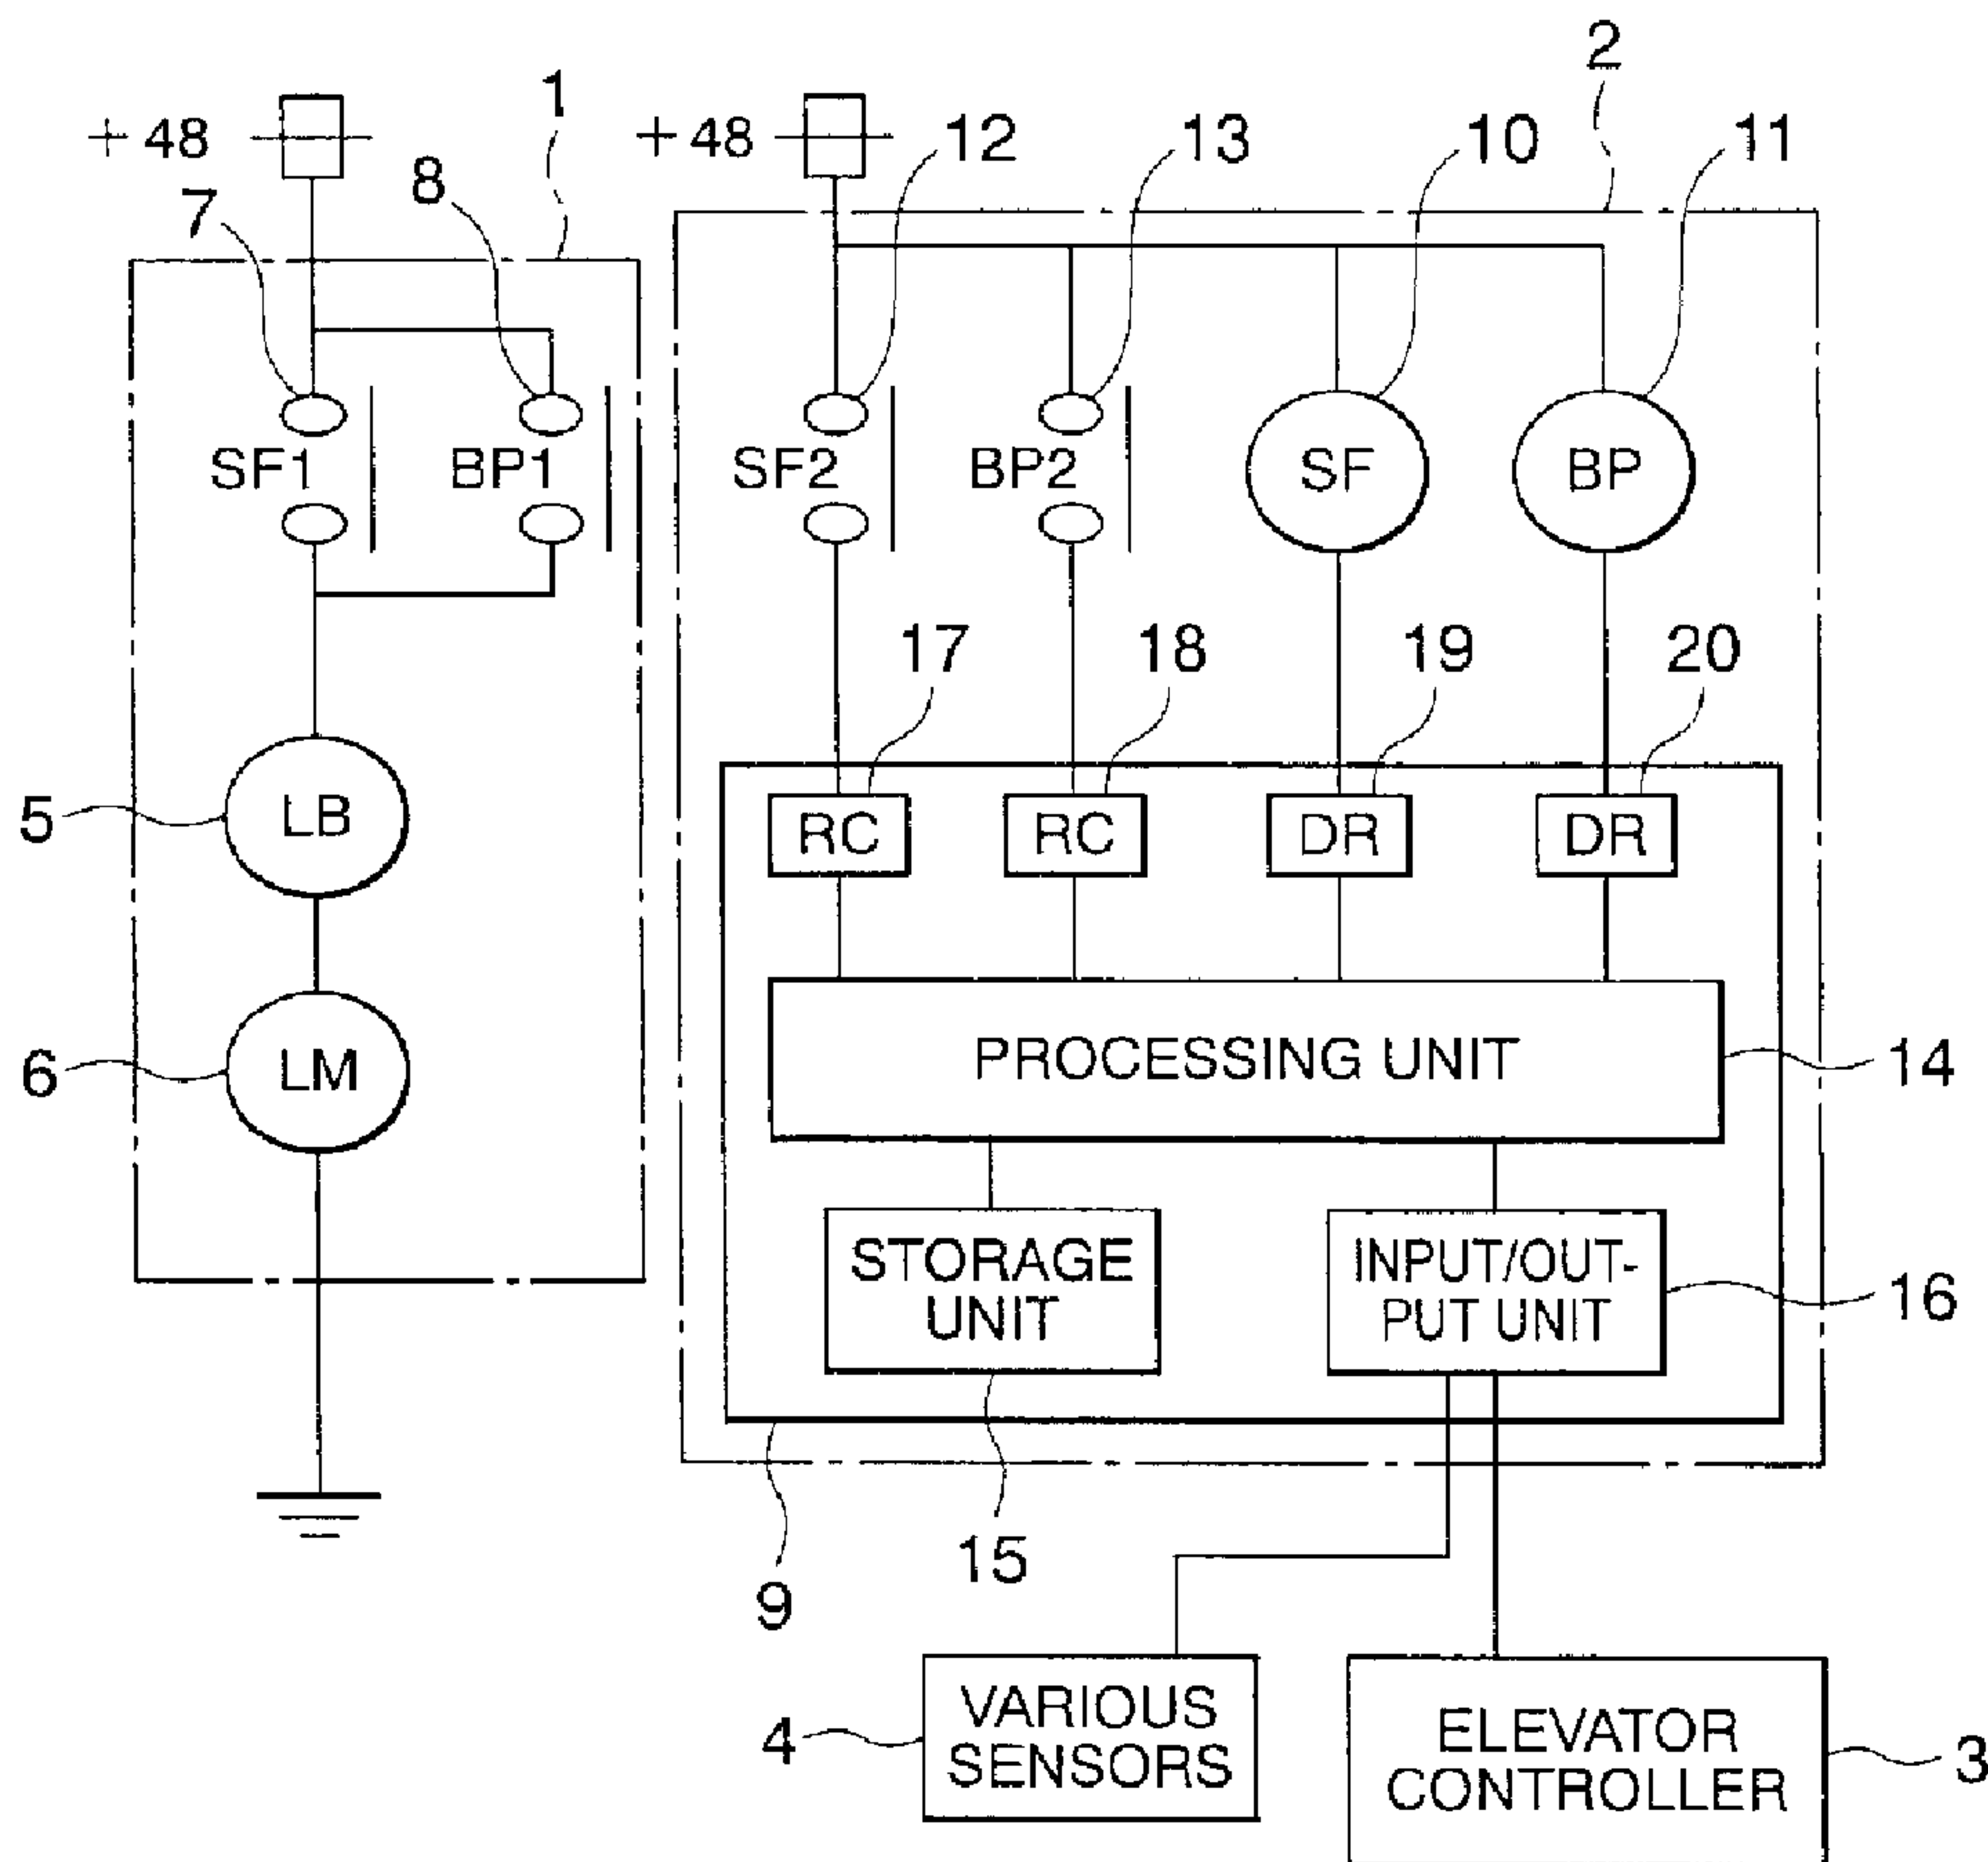 2
1
+48
+48
12
13
10
11
7
8
SF1
BP1
SF2
BP2
SF
BP
17
18
19
20
5
LB
RC
RC
DR
DR
6
LM
PROCESSING UNIT
14
STORAGE
UNIT
INPUT/OUT-
PUT UNIT
16
15
9
4
VARIOUS
SENSORS
ELEVATOR
CONTROLLER
3